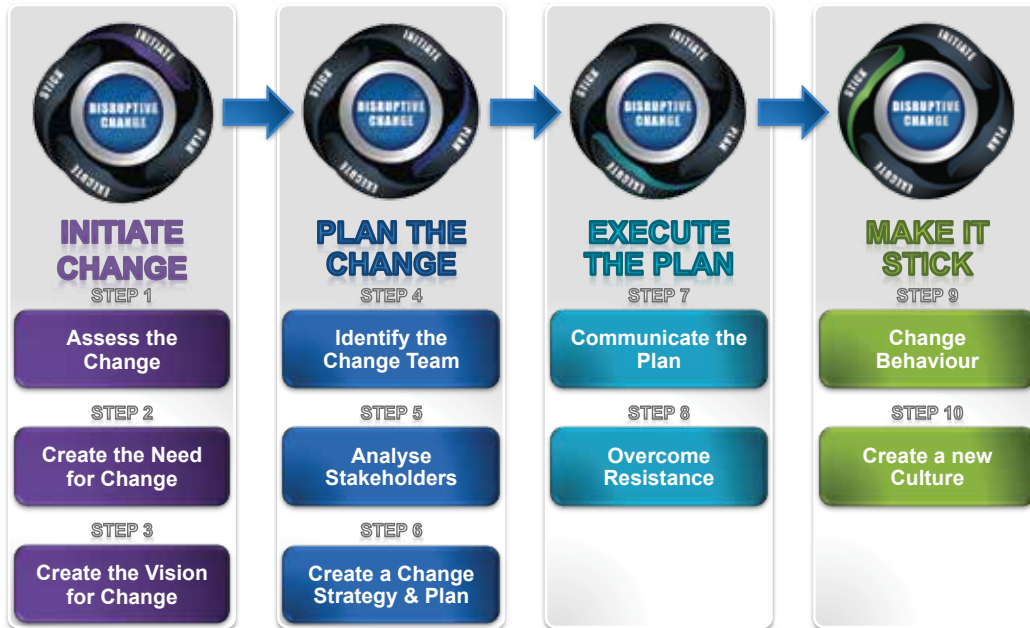 INITIATE
PLAN
EXECUTE
STICK
DISRUPTIVE
CHANGE
INITIATE
CHANGE
STEP 1
Assess the
Change
STEP 2
Create the Need
for Change
STEP 3
Create the Vision
for Change
INITIATE
PLAN
EXECUTE
STICK
DISRUPTIVE
CHANGE
PLAN THE
CHANGE
STEP 4
Identify the
Change Team
STEP 5
Analyse
Stakeholders
STEP 6
Create a Change
Strategy & Plan
INITIATE
PLAN
EXECUTE
STICK
DISRUPTIVE
CHANGE
EXECUTE
THE PLAN
STEP 7
Communicate the
Plan
STEP 8
Overcome
Resistance
INITIATE
PLAN
EXECUTE
STICK
DISRUPTIVE
CHANGE
MAKE IT
STICK
STEP 9
Change
Behaviour
STEP 10
Create a new
Culture